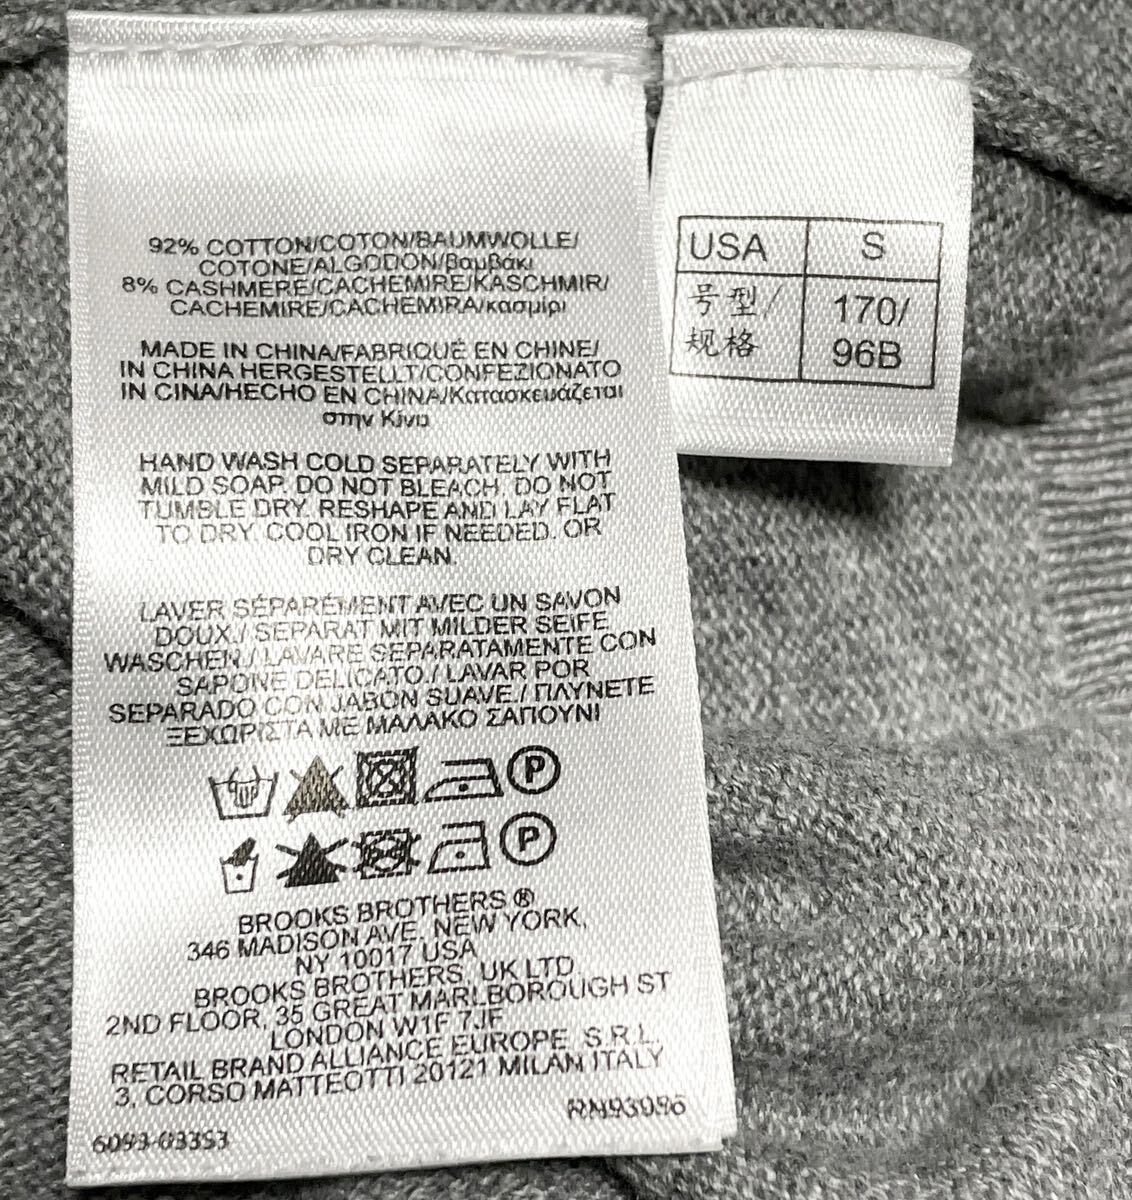 92% COTTON/COTON/BAUMWOLLE/
COTONE/ALGODON/Βαμβάκι
8% CASHMERE/CACHEMIRE/KASCHMIR/
CACHEMIRE/CACHEMIRA/κασμίρι
MADE IN CHINA/FABRIQUÉ EN CHINE/
IN CHINA HERGESTELLT/CONFEZIONATO
IN CINA/HECHO EN CHINA/Κατασκευάζεται
στην Κίνα
HAND WASH COLD SEPARATELY WITH
MILD SOAP. DO NOT BLEACH. DO NOT
TUMBLE DRY. RESHAPE AND LAY FLAT
TO DRY. COOL IRON IF NEEDED. OR
DRY CLEAN.
LAVER SÉPARÉMENT AVEC UN SAVON
DOUX./ SEPARAT MIT MILDER SEIFE
WASCHEN./ LAVARE SEPARATAMENTE CON
SAPONE DELICATO./ LAVAR POR
SEPARADO CON JABÓN SUAVE./ ΠΛΥΝΕΤΕ
ΞΕΧΩΡΙΣΤΑ ΜΕ ΜΑΛΑΚΟ ΣΑΠΟΥΝΙ
P
P
BROOKS BROTHERS ®
346 MADISON AVE, NEW YORK,
NY 10017 USA
BROOKS BROTHERS, UK LTD,
2ND FLOOR, 35 GREAT MARLBOROUGH ST
LONDON W1F 7JF
RETAIL BRAND ALLIANCE EUROPE S.R.L.
3, CORSO MATTEOTTI 20121 MILAN ITALY
RN93096
6093-03353
USA S
号型/ 170/
规格 96B